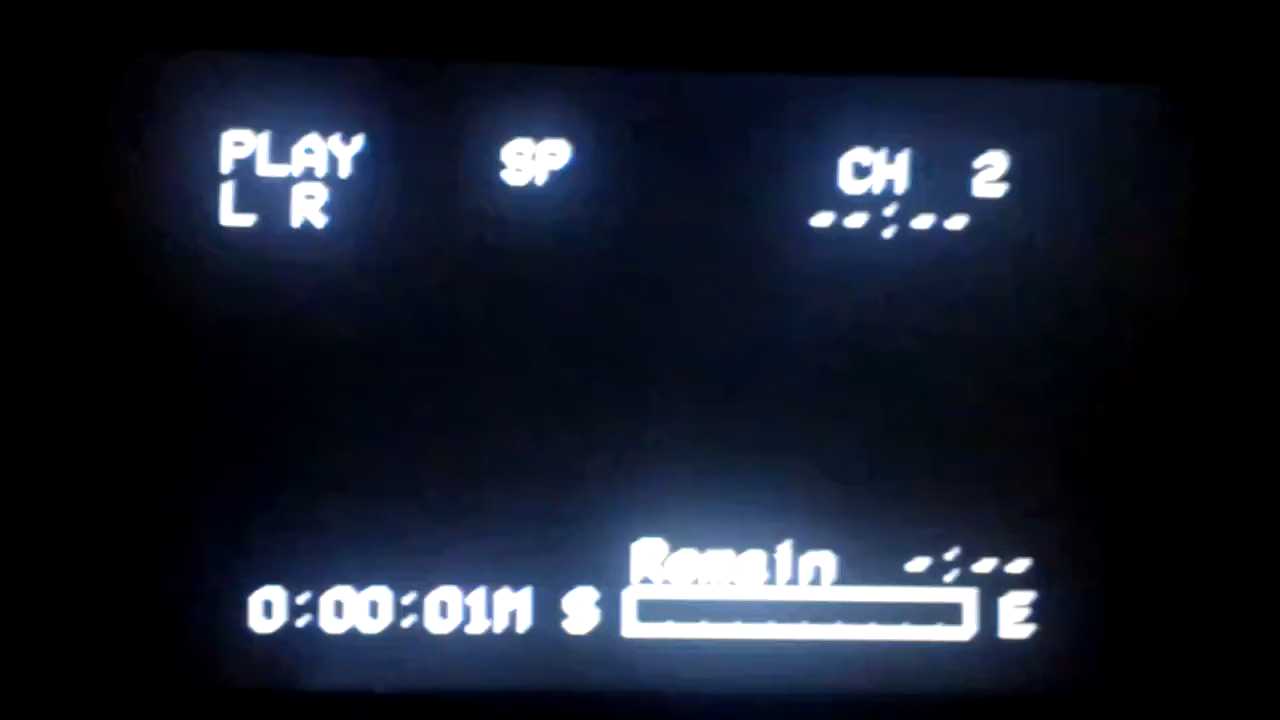 PLAY SP CH 2
L R --:--
Remain -:--
0:00:01M S E